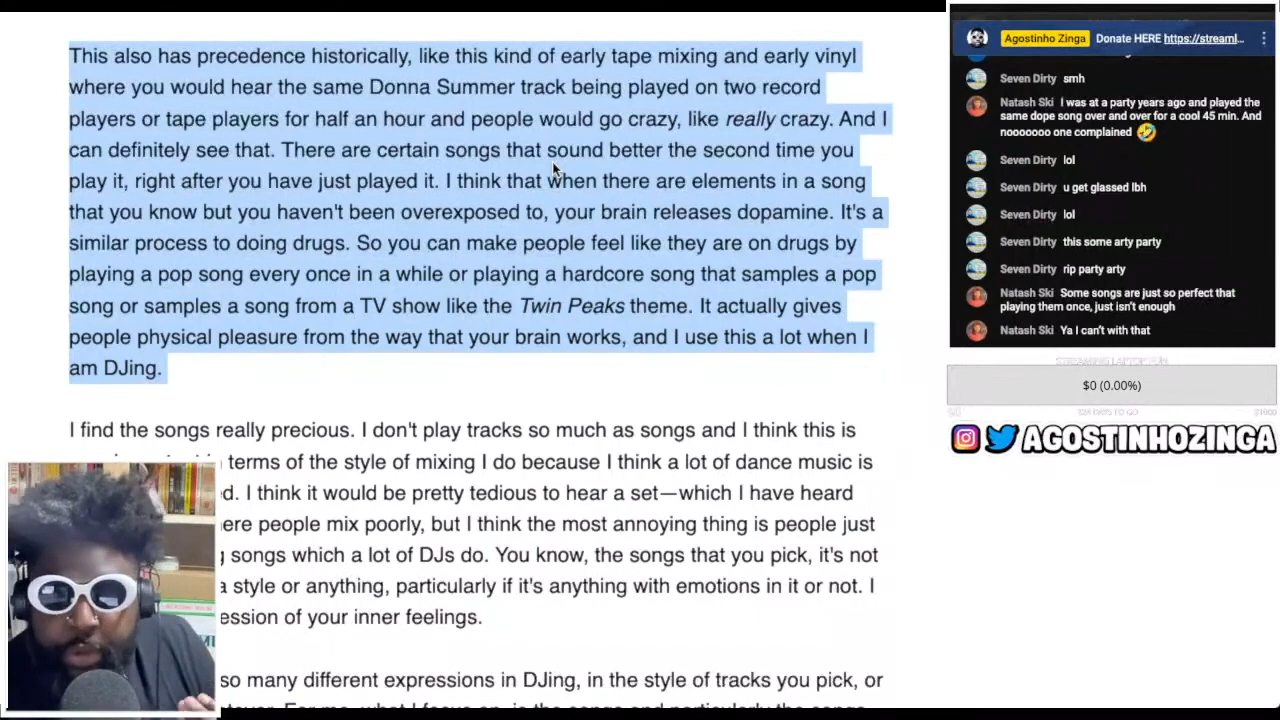 This also has precedence historically, like this kind of early tape mixing and early vinyl
where you would hear the same Donna Summer track being played on two record
players or tape players for half an hour and people would go crazy, like really crazy. And I
can definitely see that. There are certain songs that sound better the second time you
play it, right after you have just played it. I think that when there are elements in a song
that you know but you haven't been overexposed to, your brain releases dopamine. It's a
similar process to doing drugs. So you can make people feel like they are on drugs by
playing a pop song every once in a while or playing a hardcore song that samples a pop
song or samples a song from a TV show like the Twin Peaks theme. It actually gives
people physical pleasure from the way that your brain works, and I use this a lot when I
am DJing.
I find the songs really precious. I don't play tracks so much as songs and I think this is
terms of the style of mixing I do because I think a lot of dance music is
d. I think it would be pretty tedious to hear a set—which I have heard
ere people mix poorly, but I think the most annoying thing is people just
g songs which a lot of DJs do. You know, the songs that you pick, it's not
a style or anything, particularly if it's anything with emotions in it or not. I
ession of your inner feelings.
so many different expressions in DJing, in the style of tracks you pick, or
Agostinho Zinga Donate HERE https://streaml...
Seven Dirty smh
Natash Ski I was at a party years ago and played the
same dope song over and over for a cool 45 min. And
nooooooo one complained 🤣
Seven Dirty lol
Seven Dirty u get glassed lbh
Seven Dirty lol
Seven Dirty this some arty party
Seven Dirty rip party arty
Natash Ski Some songs are just so perfect that
playing them once, just isn't enough
Natash Ski Ya I can't with that
$0 (0.00%)
AGOSTINHOZINGA